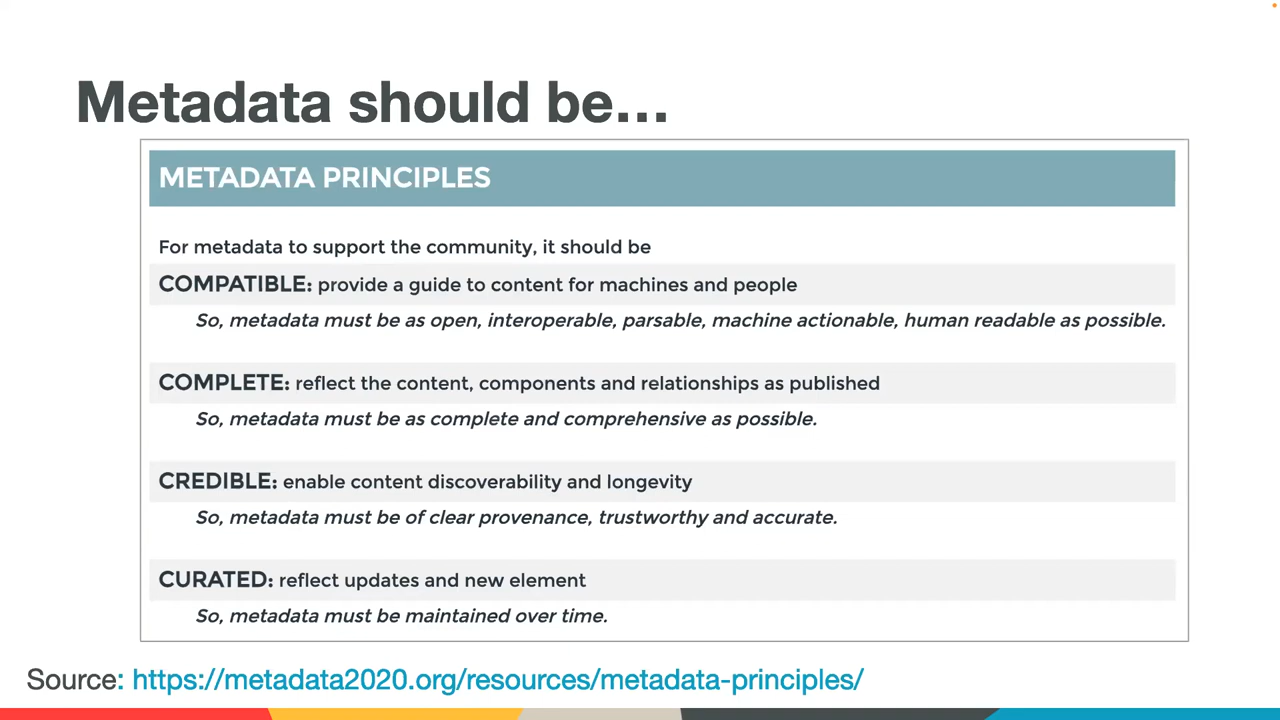 Metadata should be…
METADATA PRINCIPLES
For metadata to support the community, it should be
COMPATIBLE: provide a guide to content for machines and people
So, metadata must be as open, interoperable, parsable, machine actionable, human readable as possible.
COMPLETE: reflect the content, components and relationships as published
So, metadata must be as complete and comprehensive as possible.
CREDIBLE: enable content discoverability and longevity
So, metadata must be of clear provenance, trustworthy and accurate.
CURATED: reflect updates and new element
So, metadata must be maintained over time.
Source: https://metadata2020.org/resources/metadata-principles/